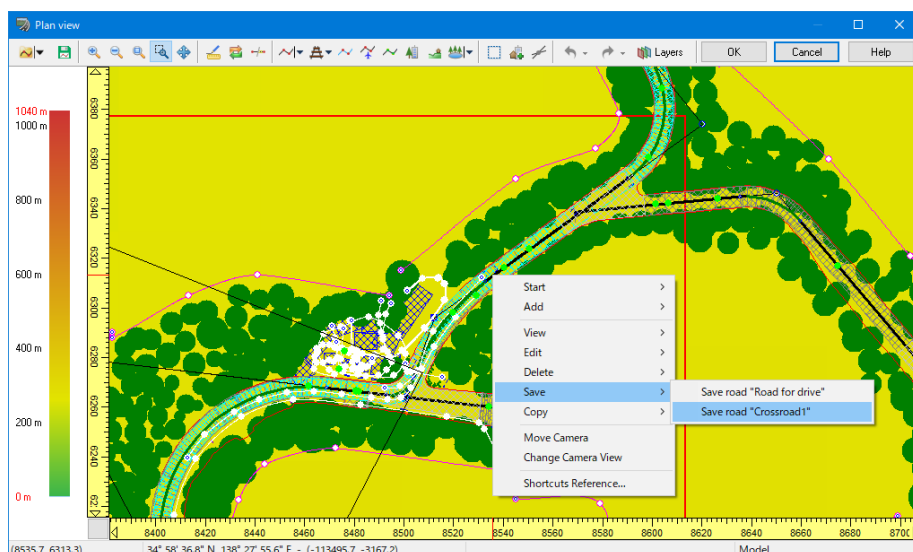 Plan view
Layers
OK
Cancel
Help
1040 m
1000 m
800 m
600 m
400 m
200 m
0 m
6380
6360
6340
6320
6300
6280
6260
6240
Start
Add
View
Edit
Delete
Save
Copy
Move Camera
Change Camera View
Shortcuts Reference...
Save road "Road for drive"
Save road "Crossroad1"
8400
8420
8440
8460
8480
8500
8520
8540
8560
8580
8600
8620
8640
8660
8680
(8535.7, 6313.3)
34° 58' 36.8" N, 138° 27' 55.6" E - (-113495.7, -3167.2)
Model